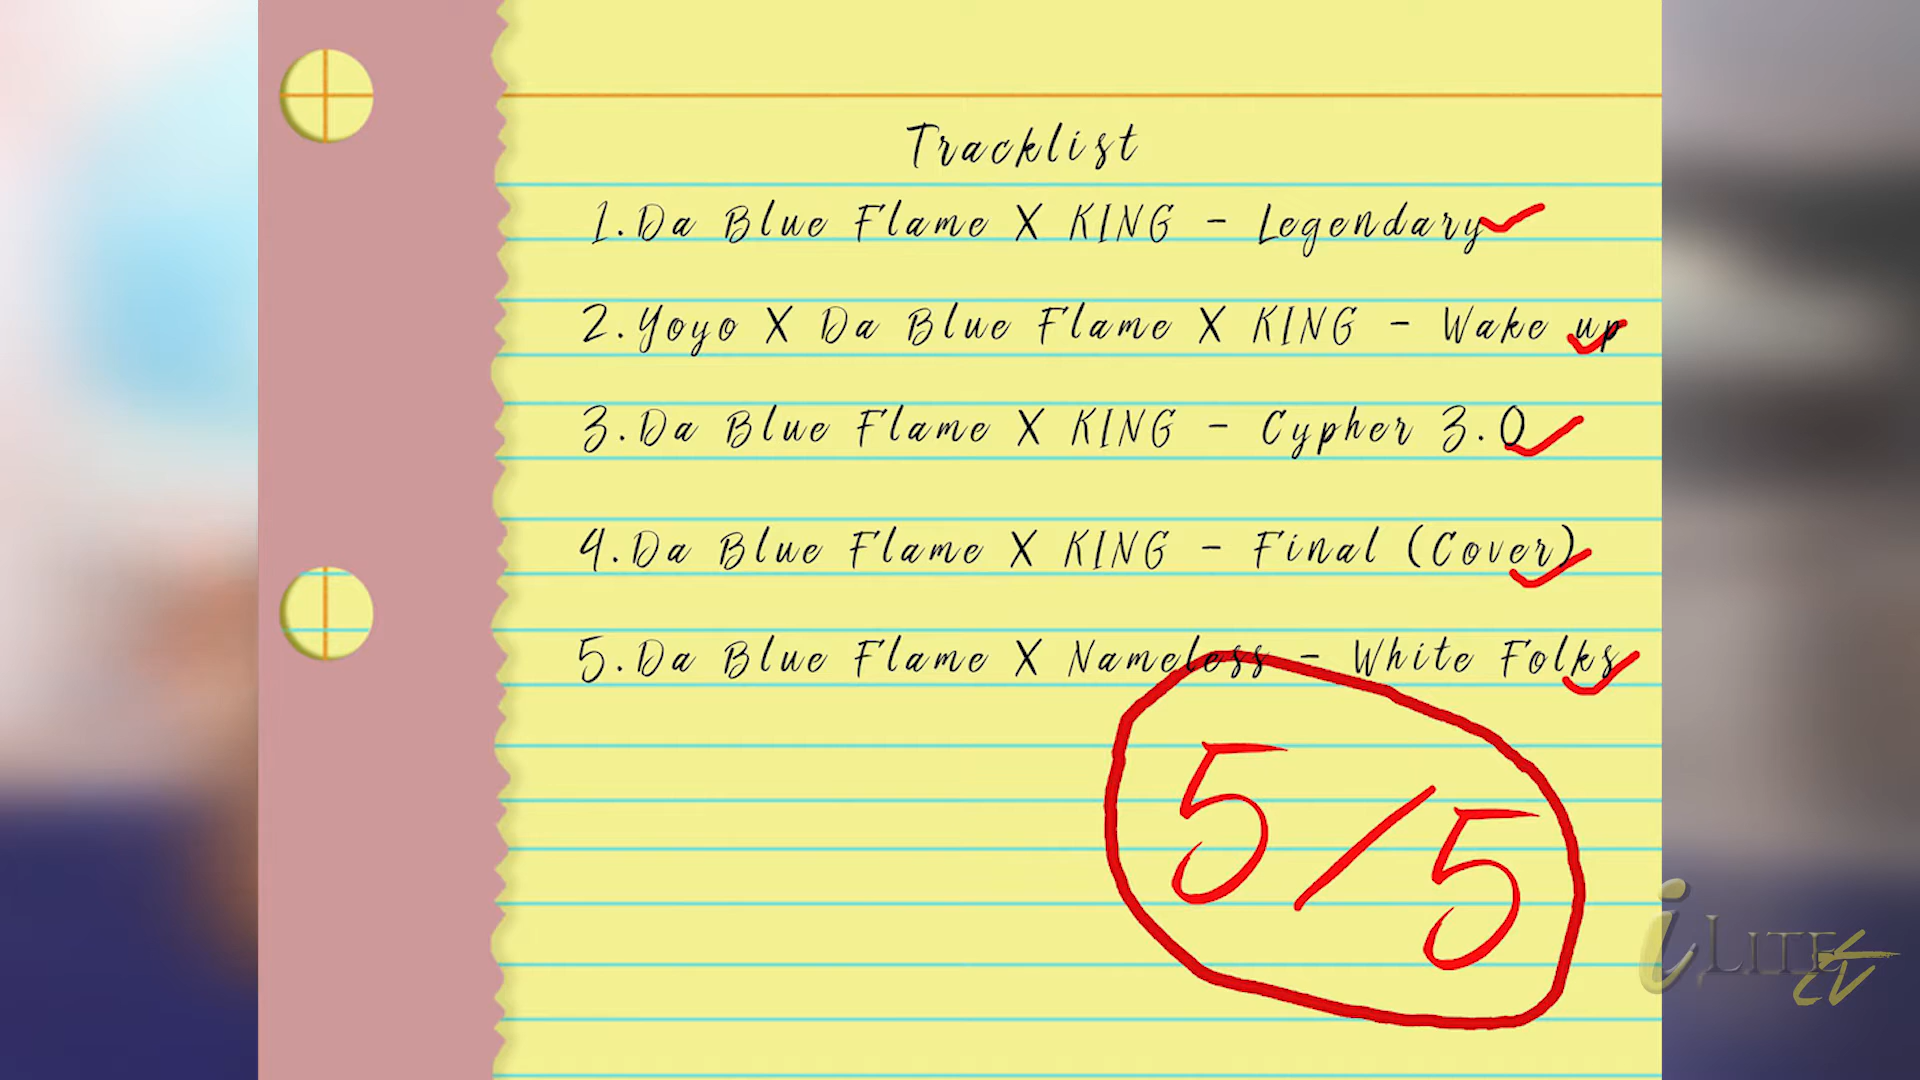 Tracklist
1.Da Blue Flame X KING - Legendary
2.Yoyo X Da Blue Flame X KING - Wake up
3.Da Blue Flame X KING - Cypher 3.0
4.Da Blue Flame X KING - Final (Cover)
5.Da Blue Flame X Nameless - White Folks
5/5
iLITE TV